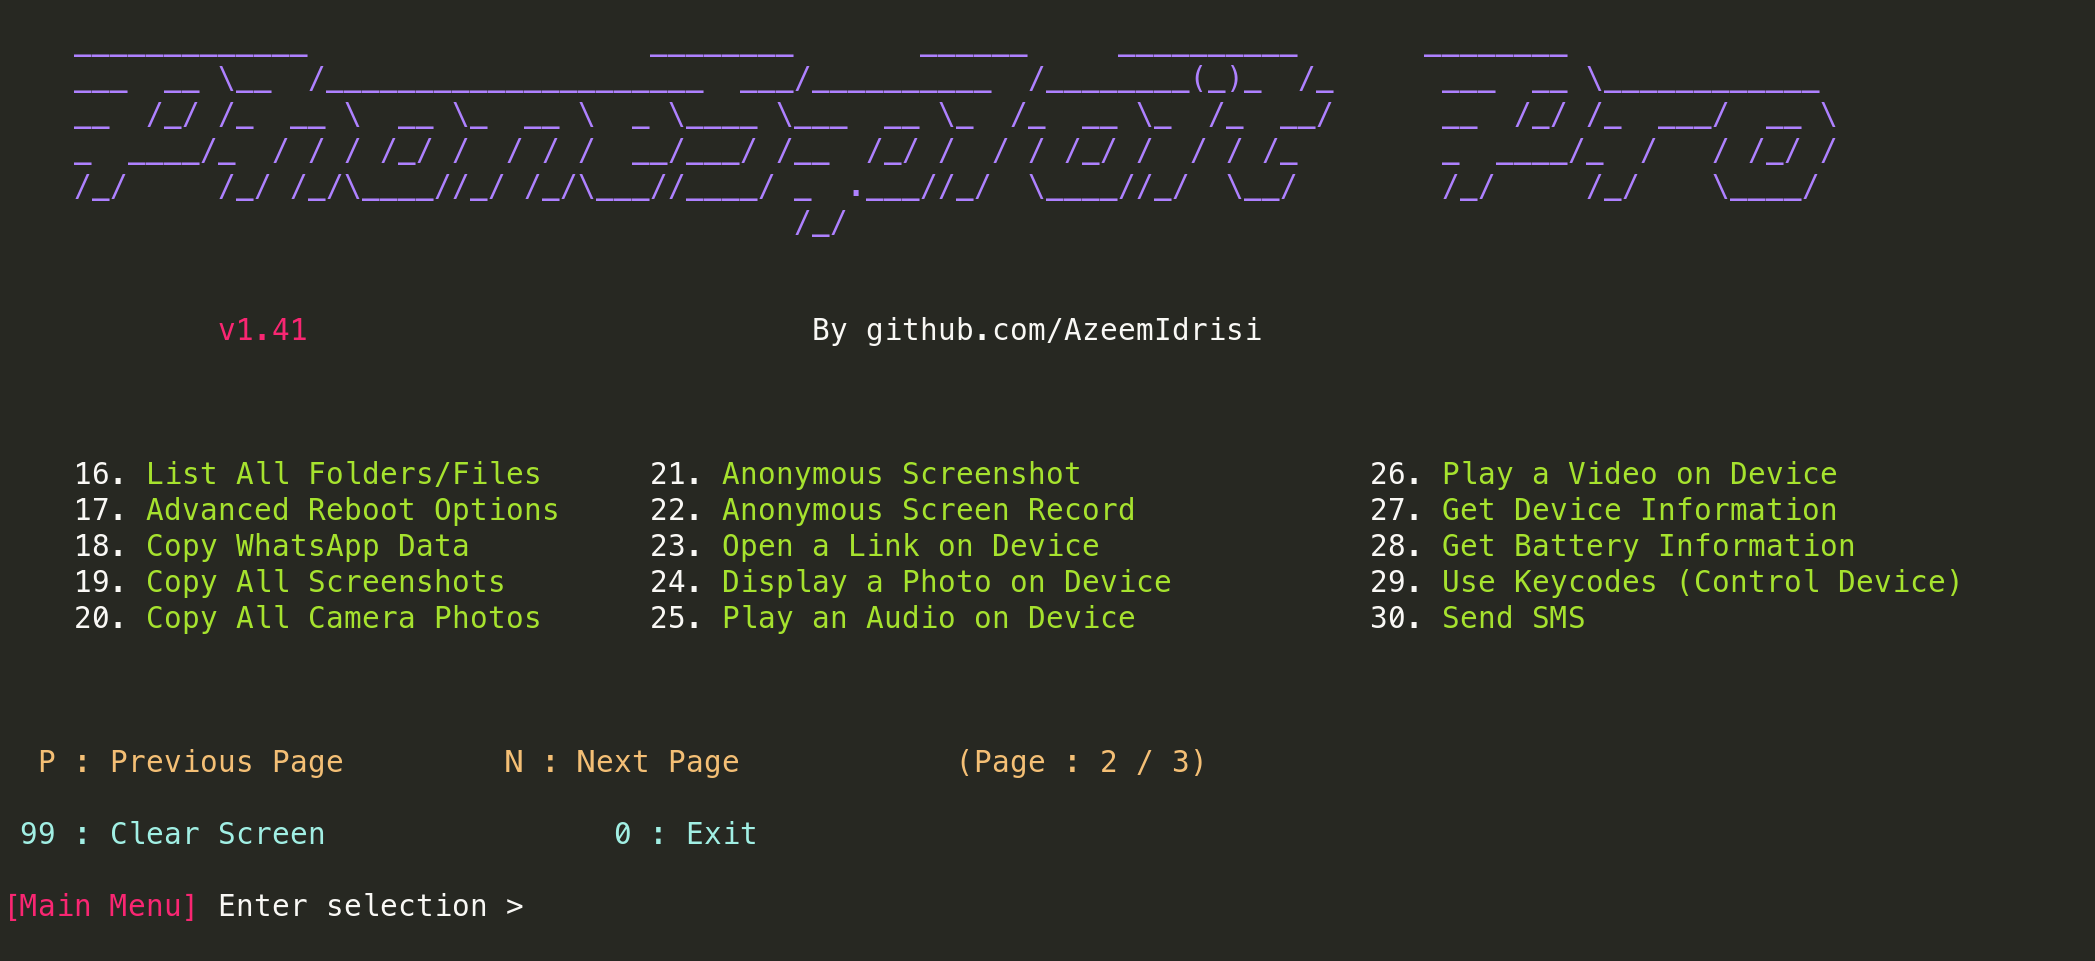 PhoneSploit Pro
v1.41 By github.com/AzeemIdrisi
16. List All Folders/Files 21. Anonymous Screenshot 26. Play a Video on Device
17. Advanced Reboot Options 22. Anonymous Screen Record 27. Get Device Information
18. Copy WhatsApp Data 23. Open a Link on Device 28. Get Battery Information
19. Copy All Screenshots 24. Display a Photo on Device 29. Use Keycodes (Control Device)
20. Copy All Camera Photos 25. Play an Audio on Device 30. Send SMS
P : Previous Page N : Next Page (Page : 2 / 3)
99 : Clear Screen 0 : Exit
[Main Menu] Enter selection >